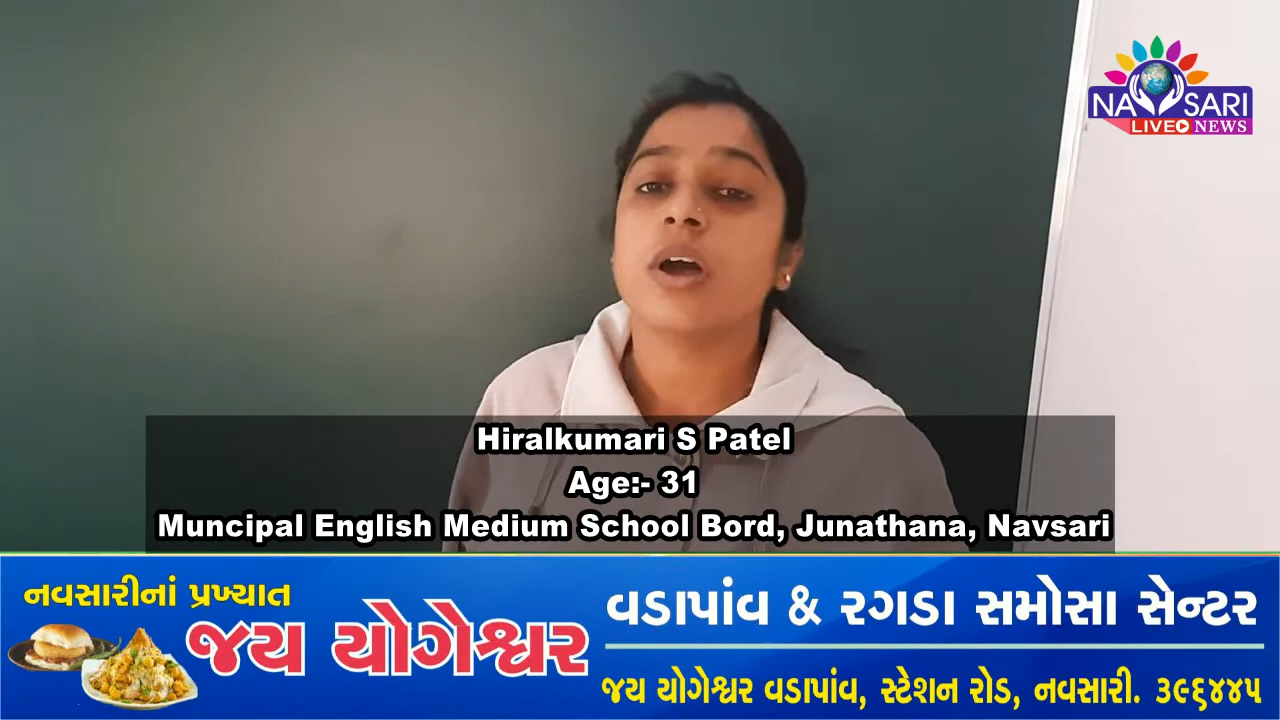 NAVSARI
LIVE NEWS
Hiralkumari S Patel
Age:- 31
Muncipal English Medium School Bord, Junathana, Navsari
નવસારીનાં પ્રખ્યાત
જય યોગેશ્વર
વડાપાંવ & રગડા સમોસા સેન્ટર
જય યોગેશ્વર વડાપાંવ, સ્ટેશન રોડ, નવસારી. ૩૯૬૪૪૫